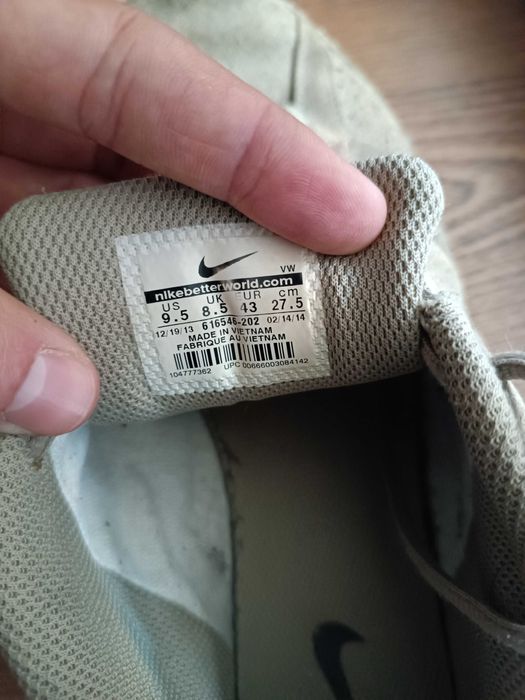 VW
nikebetterworld.com
US UK EUR cm
9.5 8.5 43 27.5
12/19/13 616546-202 02/14/14
MADE IN VIETNAM
FABRIQUE AU VIETNAM
104777362 UPC 00666003084142